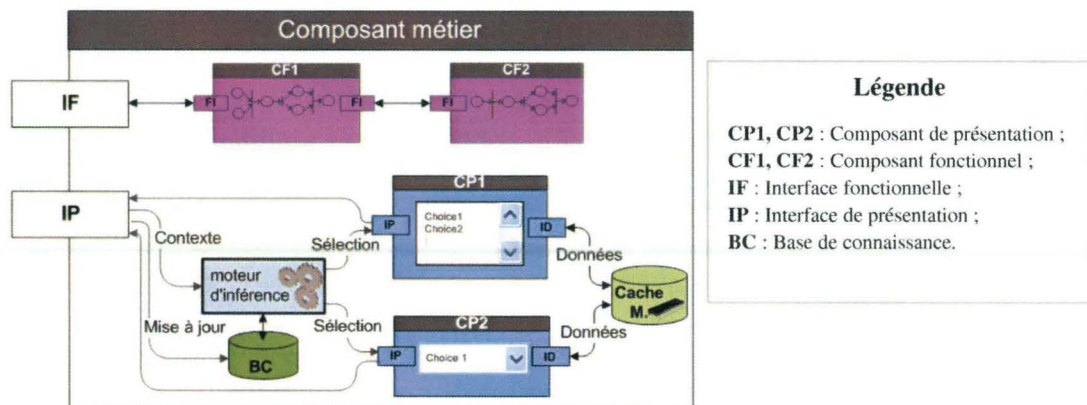 Composant métier
CF1
CF2
IF
FI
FI
FI
CP1
IP
IP
Choice1
Choice2
ID
Contexte
Sélection
Données
moteur
d'inférence
Cache
M.
Mise à jour
Sélection
CP2
Données
BC
IP
Choice 1
ID
Légende
CP1, CP2 : Composant de présentation ;
CF1, CF2 : Composant fonctionnel ;
IF : Interface fonctionnelle ;
IP : Interface de présentation ;
BC : Base de connaissance.